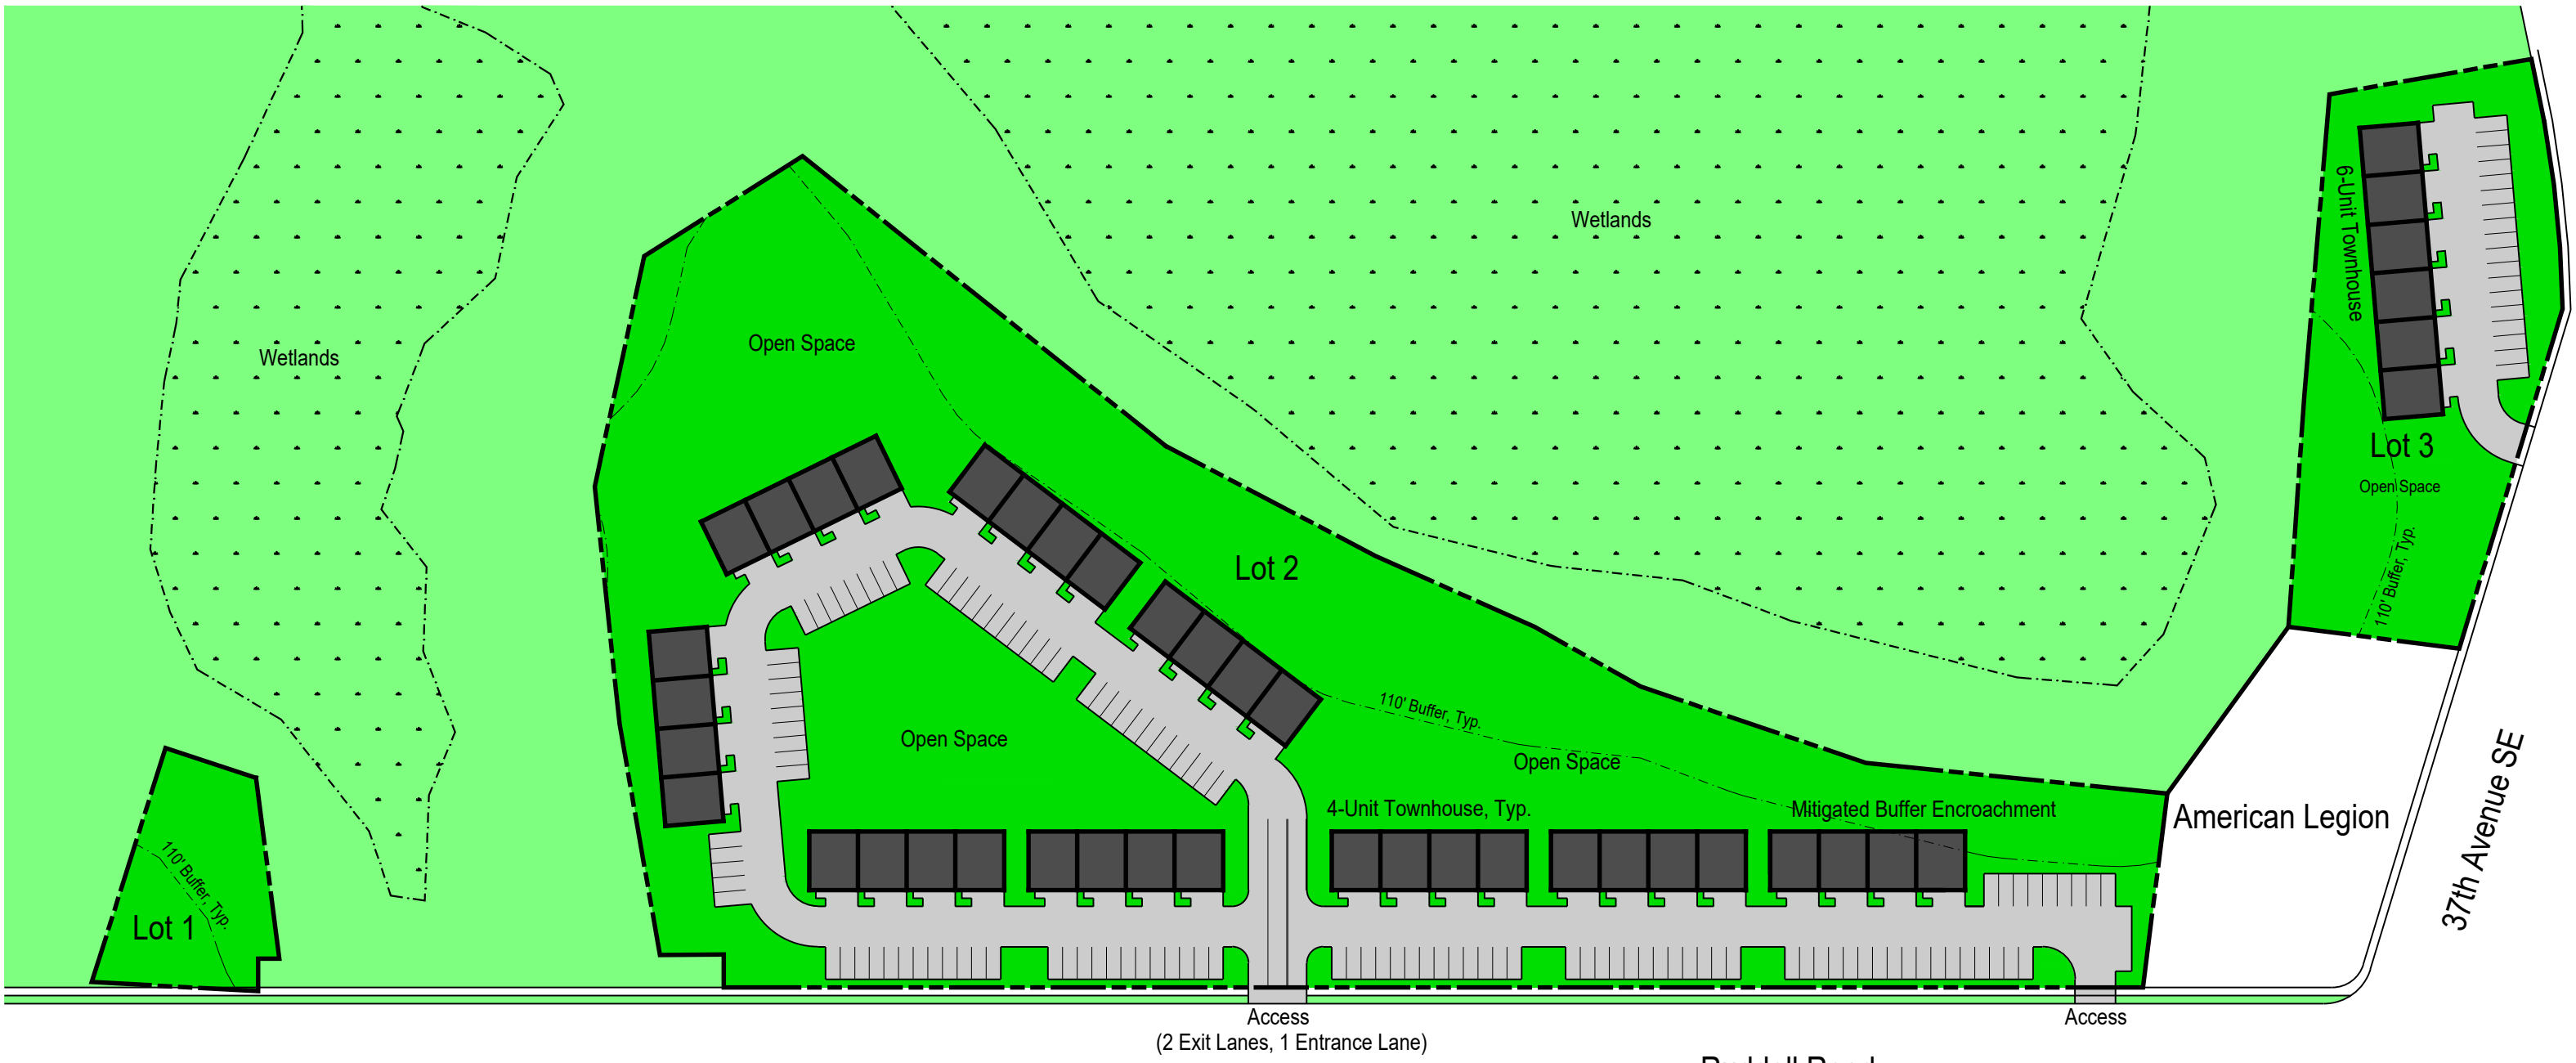 Wetlands
Wetlands
6-Unit Townhouse
Open Space
Lot 3
Open Space
110' Buffer, Typ.
Lot 2
110' Buffer, Typ.
Open Space
Open Space
4-Unit Townhouse, Typ.
Mitigated Buffer Encroachment
American Legion
37th Avenue SE
110' Buffer, Typ.
Lot 1
Access
(2 Exit Lanes, 1 Entrance Lane)
Access